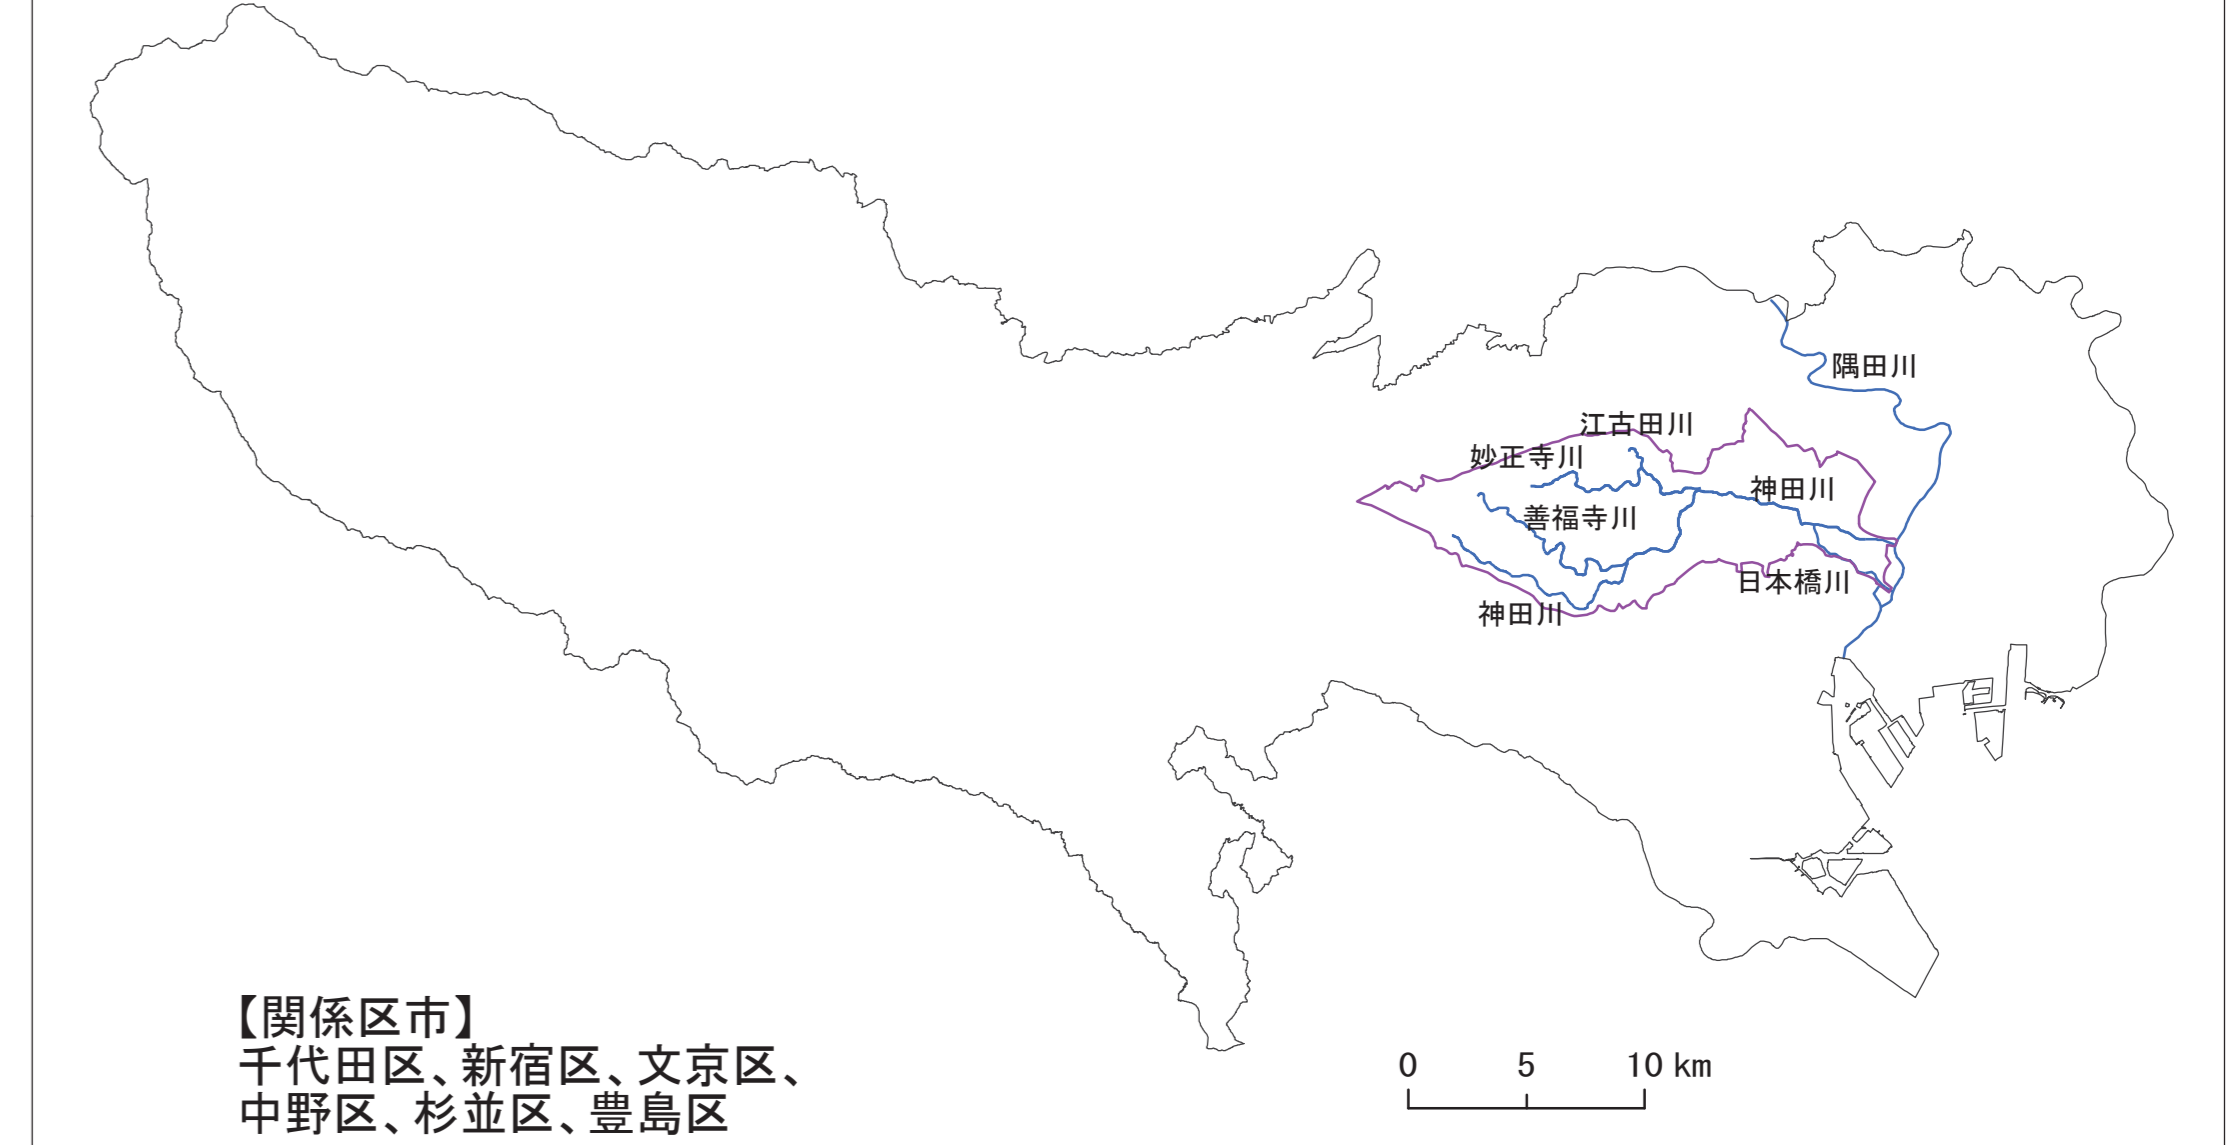 隅田川
江古田川
妙正寺川
神田川
善福寺川
日本橋川
神田川
【関係区市】
千代田区、新宿区、文京区、
中野区、杉並区、豊島区
0 5 10 km